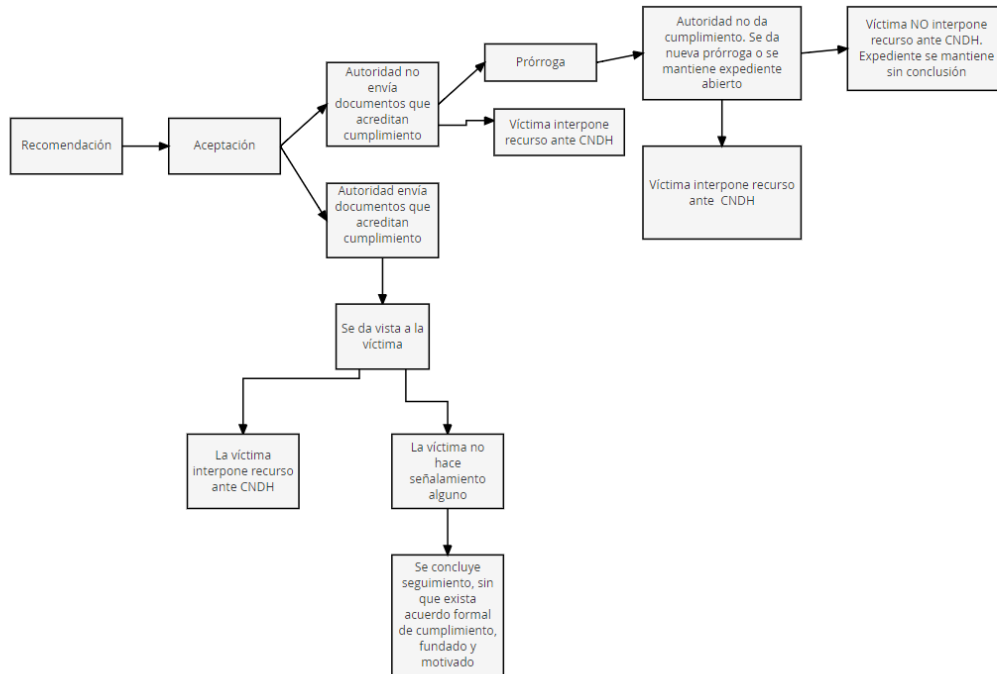 Recomendación
Aceptación
Autoridad no
envía
documentos que
acreditan
cumplimiento
Prórroga
Autoridad no da
cumplimiento. Se da
nueva prórroga o se
mantiene expediente
abierto
Víctima NO interpone
recurso ante CNDH.
Expediente se mantiene
sin conclusión
Víctima interpone
recurso ante CNDH
Víctima interpone recurso
ante CNDH
Autoridad envía
documentos que
acreditan
cumplimiento
Se da vista a la
víctima
La víctima
interpone recurso
ante CNDH
La víctima no
hace
señalamiento
alguno
Se concluye
seguimiento, sin
que exista
acuerdo formal
de cumplimiento,
fundado y
motivado